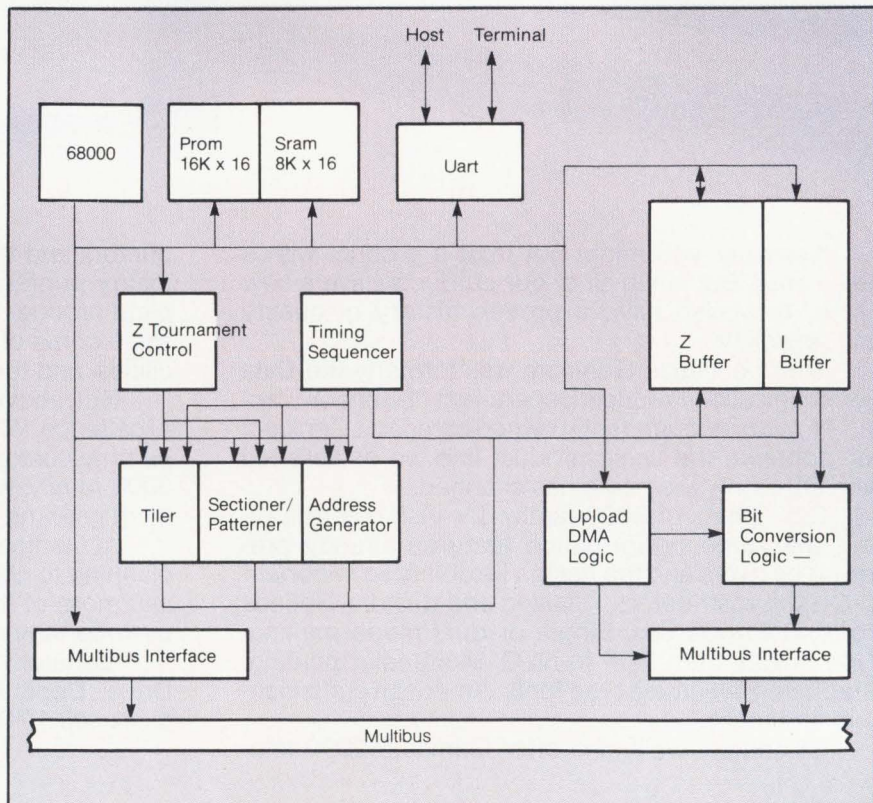 Host
Terminal
68000
Prom
16K x 16
Sram
8K x 16
Uart
Z Tournament
Control
Timing
Sequencer
Z
Buffer
I
Buffer
Tiler
Sectioner/
Patterner
Address
Generator
Upload
DMA
Logic
Bit
Conversion
Logic
Multibus Interface
Multibus Interface
Multibus